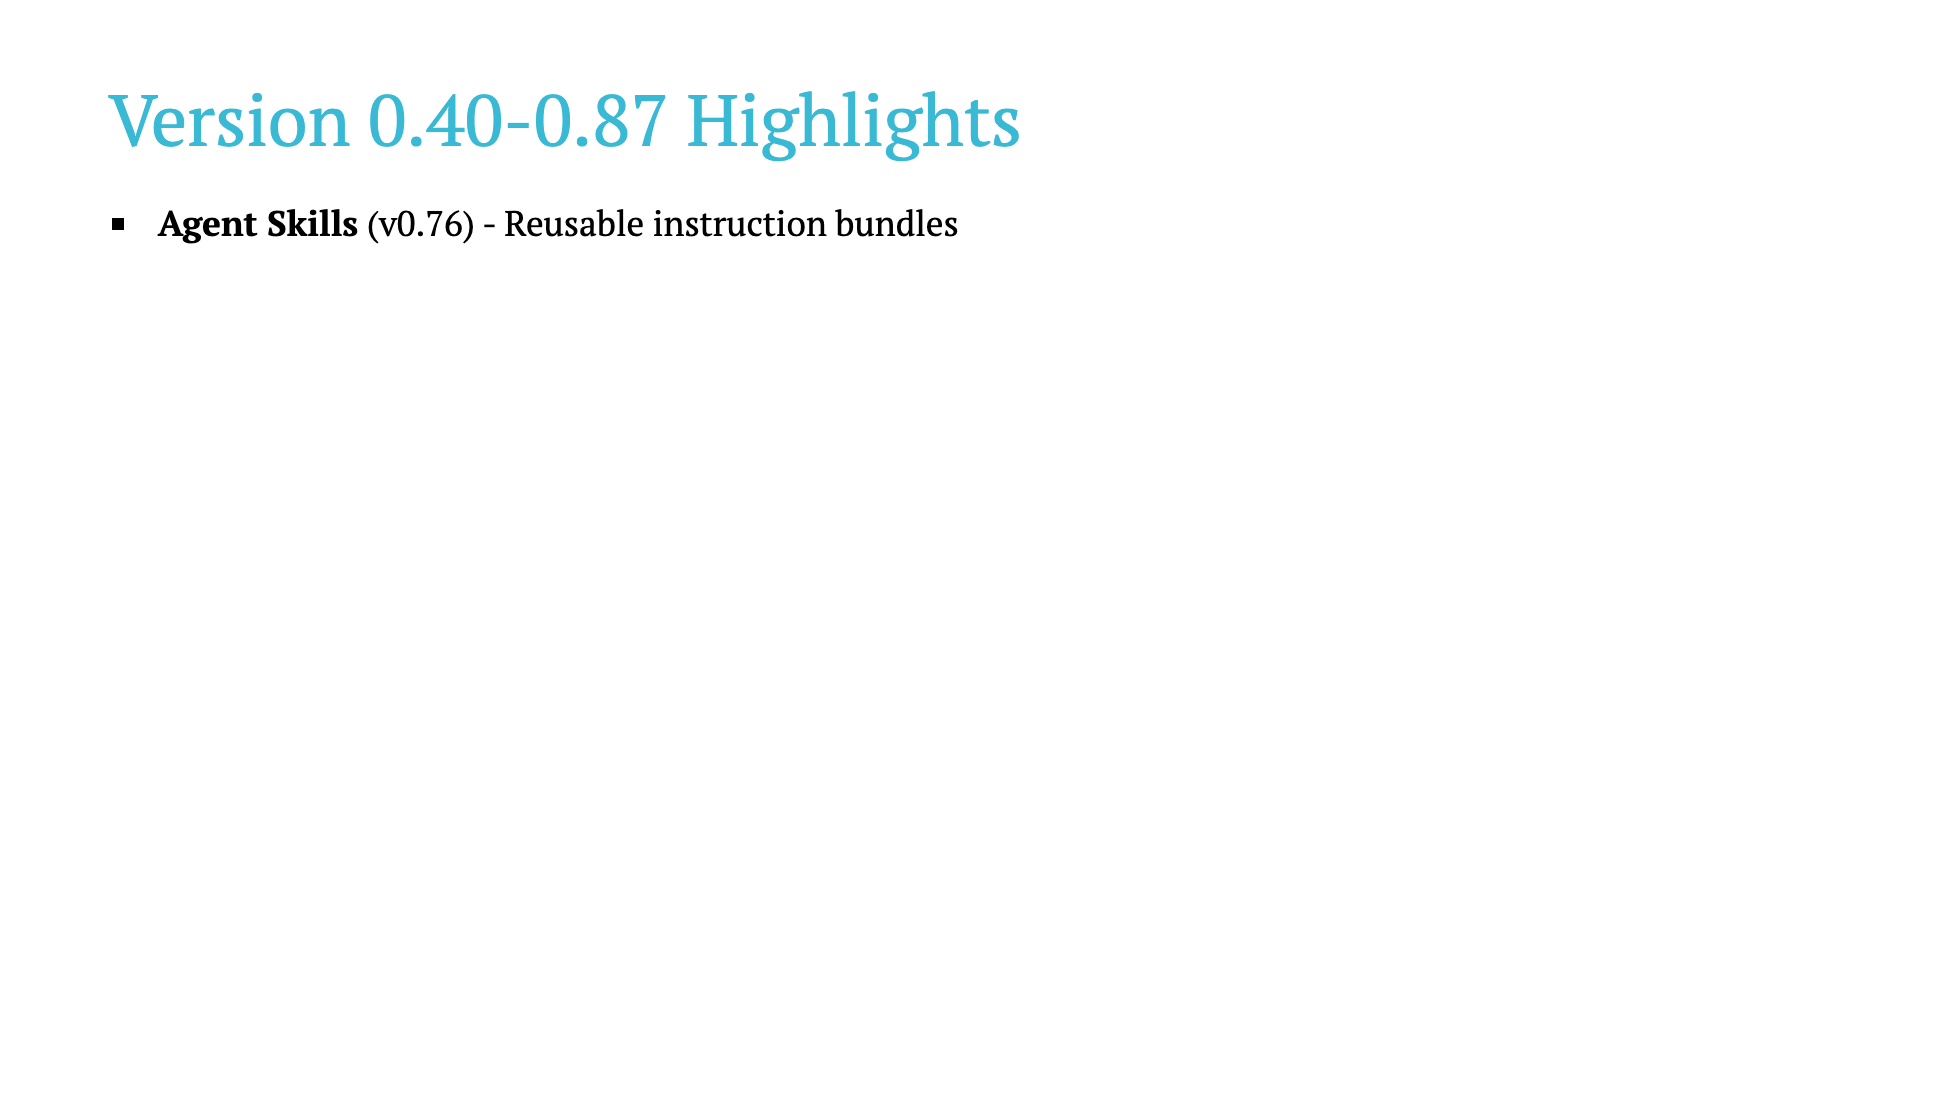 Version 0.40-0.87 Highlights
▪ Agent Skills (v0.76) - Reusable instruction bundles